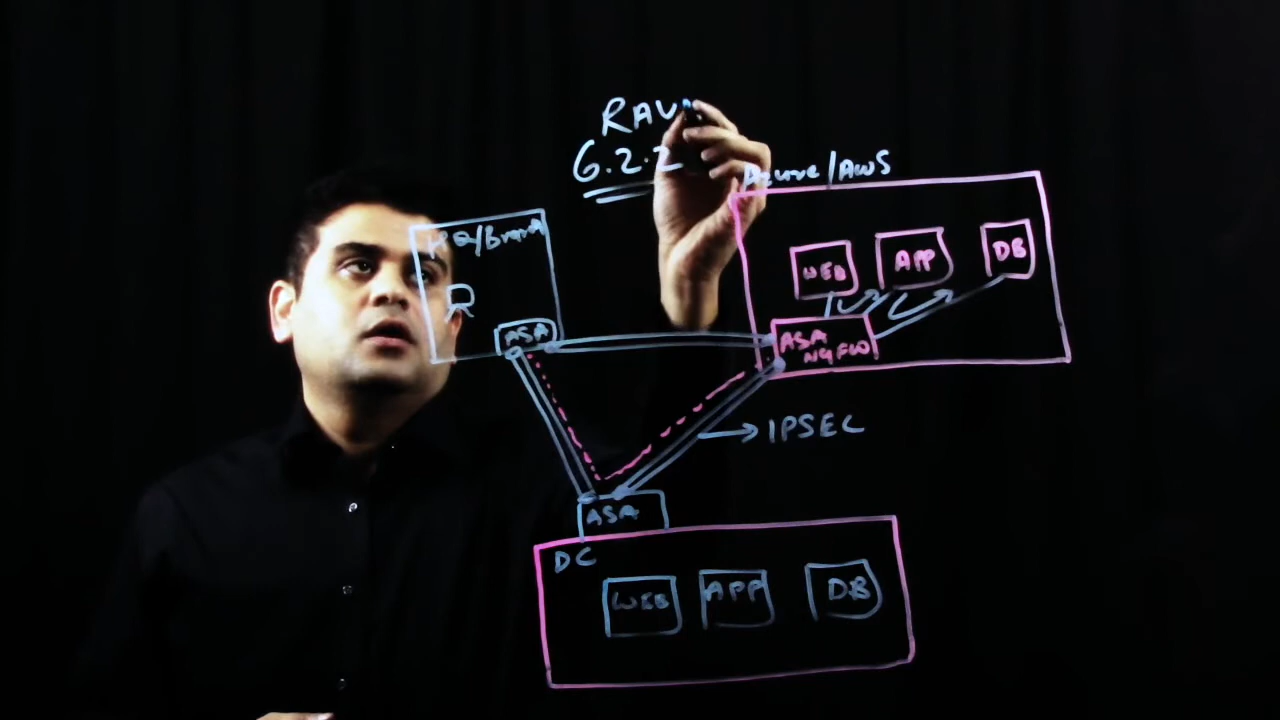 RAV
6.2.2
Azure/AWS
HQ/Branch
R
ASA
WEB
APP
DB
ASA
NGFW
IPSEC
ASA
DC
WEB
APP
DB